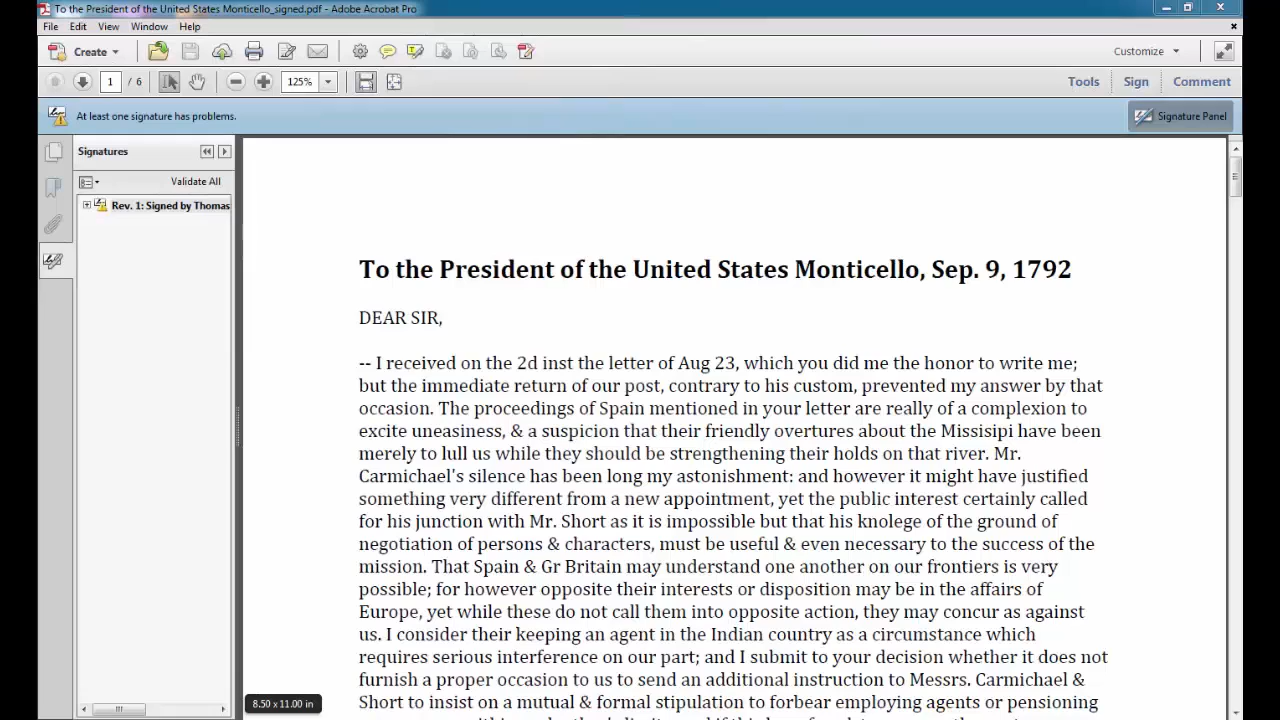 To the President of the United States Monticello_signed.pdf - Adobe Acrobat Pro
File Edit View Window Help
Create
Customize
1 / 6
125%
Tools Sign Comment
At least one signature has problems.
Signature Panel
Signatures
Validate All
Rev. 1: Signed by Thomas
To the President of the United States Monticello, Sep. 9, 1792
DEAR SIR,
-- I received on the 2d inst the letter of Aug 23, which you did me the honor to write me;
but the immediate return of our post, contrary to his custom, prevented my answer by that
occasion. The proceedings of Spain mentioned in your letter are really of a complexion to
excite uneasiness, & a suspicion that their friendly overtures about the Missisipi have been
merely to lull us while they should be strengthening their holds on that river. Mr.
Carmichael's silence has been long my astonishment: and however it might have justified
something very different from a new appointment, yet the public interest certainly called
for his junction with Mr. Short as it is impossible but that his knolege of the ground of
negotiation of persons & characters, must be useful & even necessary to the success of the
mission. That Spain & Gr Britain may understand one another on our frontiers is very
possible; for however opposite their interests or disposition may be in the affairs of
Europe, yet while these do not call them into opposite action, they may concur as against
us. I consider their keeping an agent in the Indian country as a circumstance which
requires serious interference on our part; and I submit to your decision whether it does not
furnish a proper occasion to us to send an additional instruction to Messrs. Carmichael &
Short to insist on a mutual & formal stipulation to forbear employing agents or pensioning
8.50 x 11.00 in